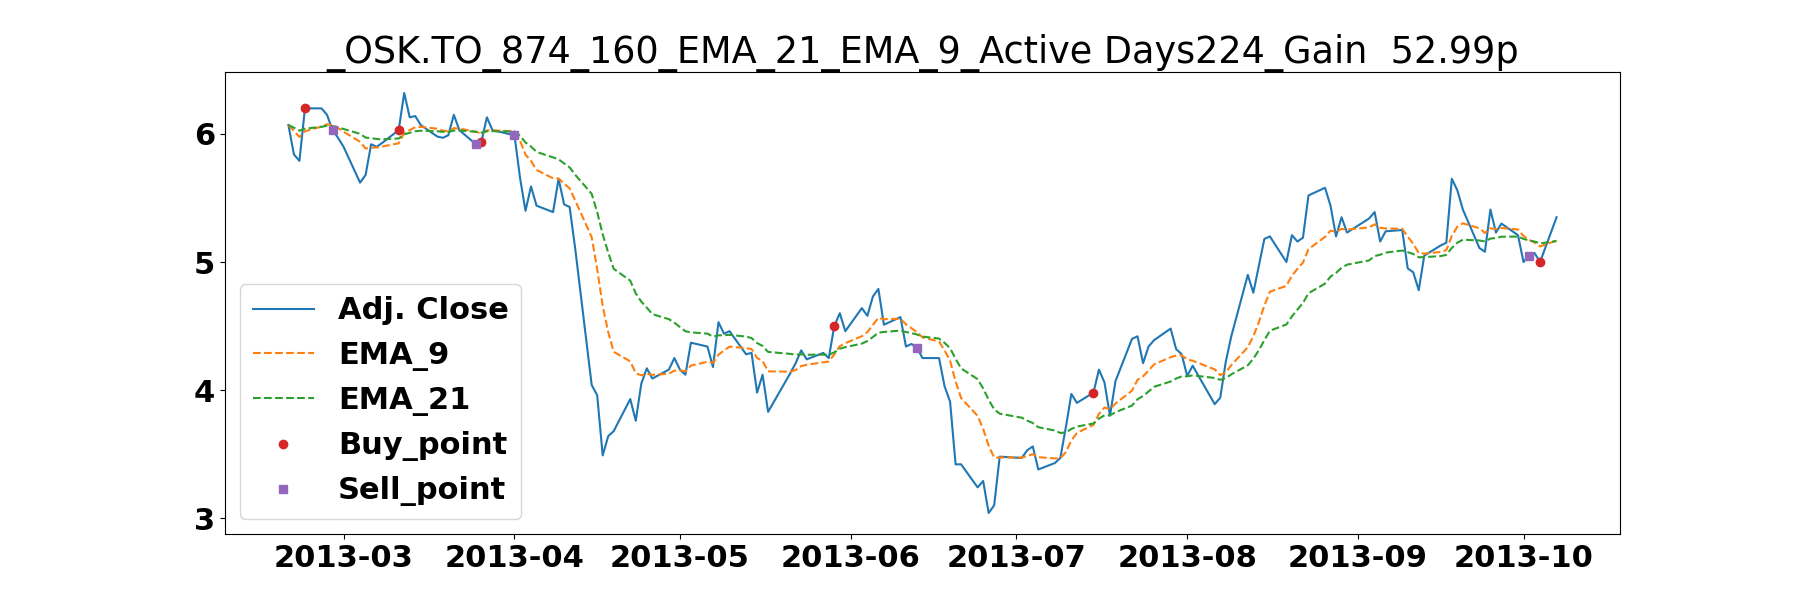 _OSK.TO_874_160_EMA_21_EMA_9_Active Days224_Gain  52.99p
6
5
4
3
Adj. Close
EMA_9
EMA_21
Buy_point
Sell_point
2013-03 2013-04 2013-05 2013-06 2013-07 2013-08 2013-09 2013-10